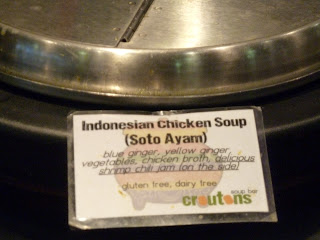 Indonesian Chicken Soup
(Soto Ayam)
blue ginger, yellow ginger,
vegetables, chicken broth, delicious
shrimp chili jam (on the side)
gluten free, dairy free
soup bar
croutons